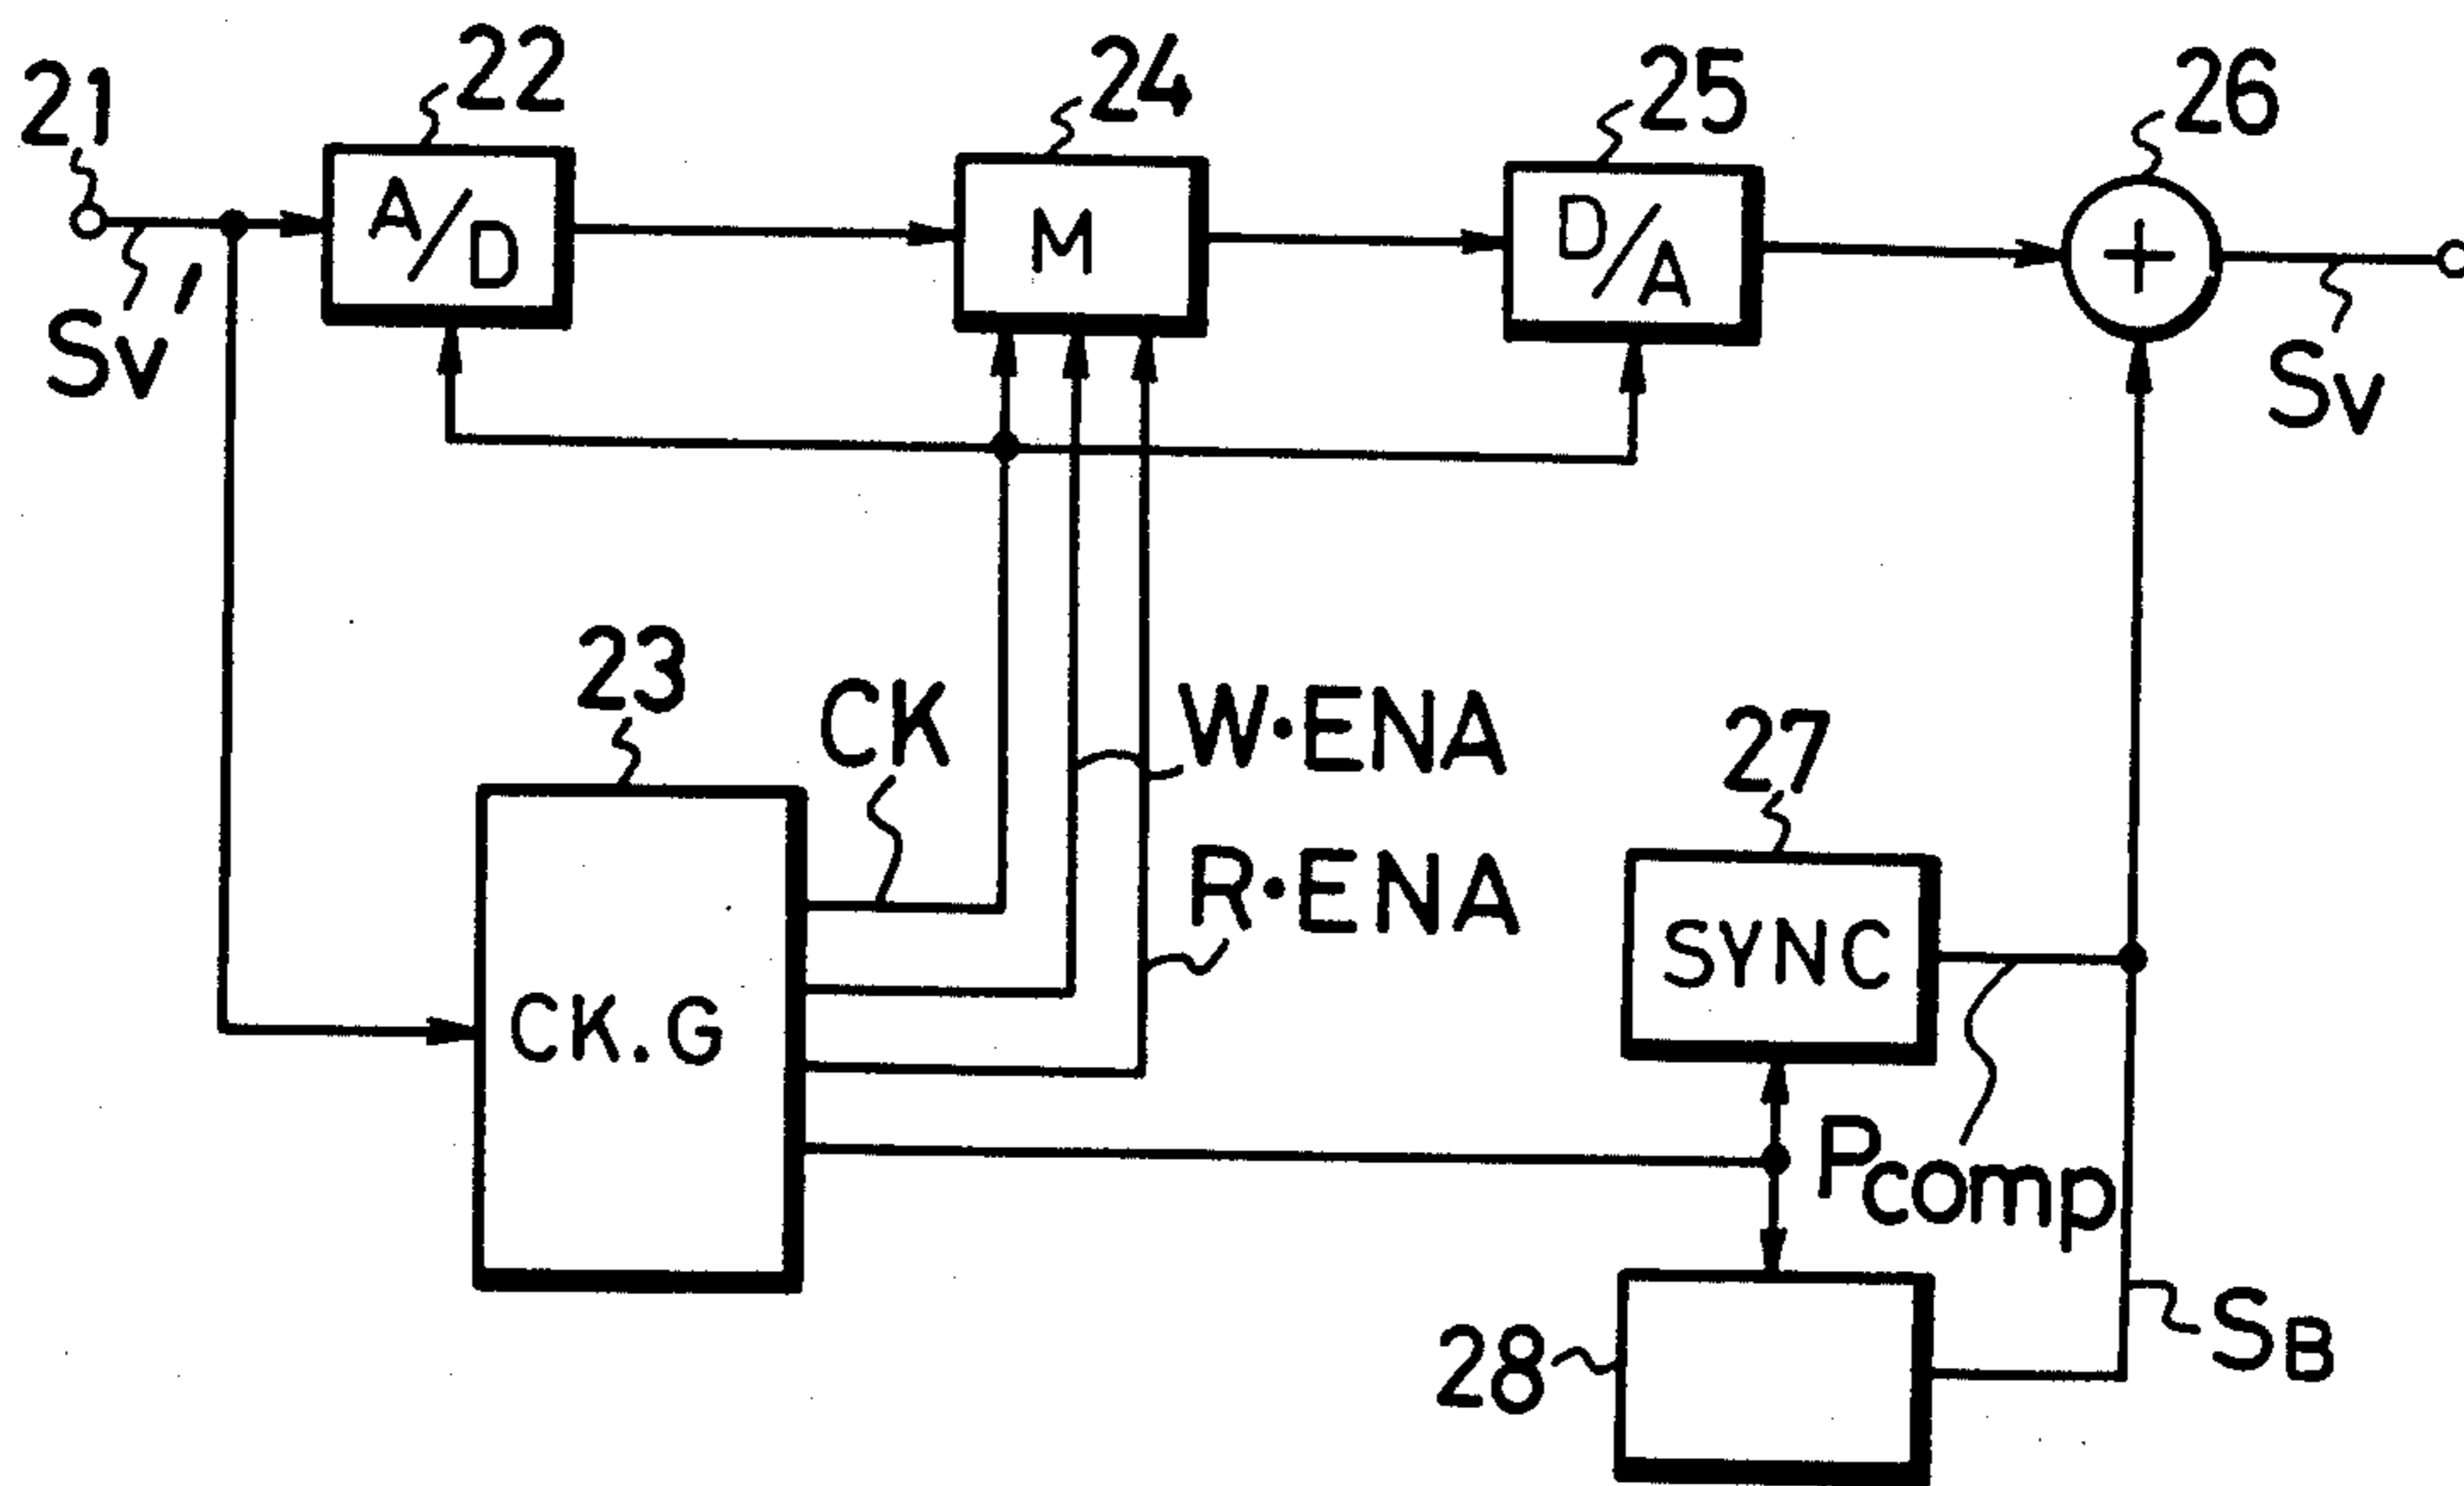 21
22
24
25
26
A/D
M
D/A
+
Sv'
Sv
23
CK
W·ENA
27
R·ENA
SYNC
CK.G
Pcomp
28
SB